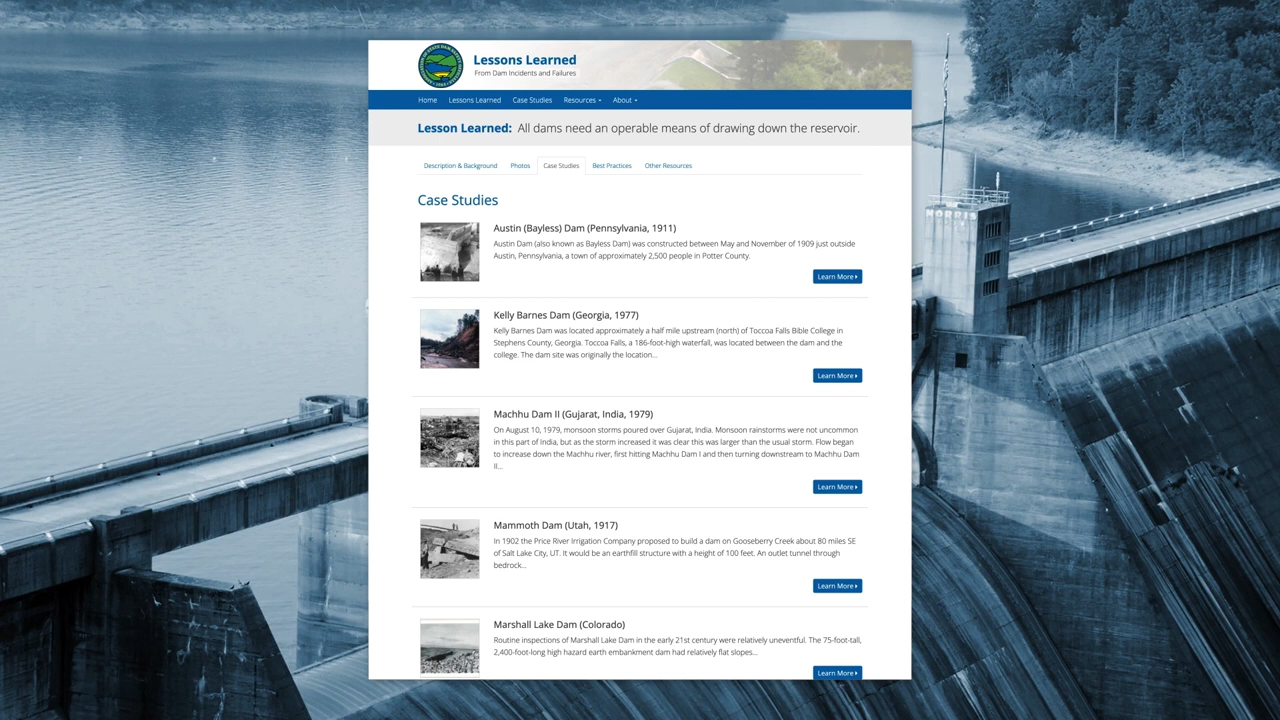 Lessons Learned
From Dam Incidents and Failures
Home Lessons Learned Case Studies Resources About
Lesson Learned: All dams need an operable means of drawing down the reservoir.
Description & Background Photos Case Studies Best Practices Other Resources
Case Studies
Austin (Bayless) Dam (Pennsylvania, 1911)
Austin Dam (also known as Bayless Dam) was constructed between May and November of 1909 just outside
Austin, Pennsylvania, a town of approximately 2,500 people in Potter County.
Learn More
Kelly Barnes Dam (Georgia, 1977)
Kelly Barnes Dam was located approximately a half mile upstream (north) of Toccoa Falls Bible College in
Stephens County, Georgia. Toccoa Falls, a 186-foot-high waterfall, was located between the dam and the
college. The dam site was originally the location...
Learn More
Machhu Dam II (Gujarat, India, 1979)
On August 10, 1979, monsoon storms poured over Gujarat, India. Monsoon rainstorms were not uncommon
in this part of India, but as the storm increased it was clear this was larger than the usual storm. Flow began
to increase down the Machhu river, first hitting Machhu Dam I and then turning downstream to Machhu Dam
II...
Learn More
Mammoth Dam (Utah, 1917)
In 1902 the Price River Irrigation Company proposed to build a dam on Gooseberry Creek about 80 miles SE
of Salt Lake City, UT. It would be an earthfill structure with a height of 100 feet. An outlet tunnel through
bedrock...
Learn More
Marshall Lake Dam (Colorado)
Routine inspections of Marshall Lake Dam in the early 21st century were relatively uneventful. The 75-foot-tall,
2,400-foot-long high hazard earth embankment dam had relatively flat slopes...
Learn More